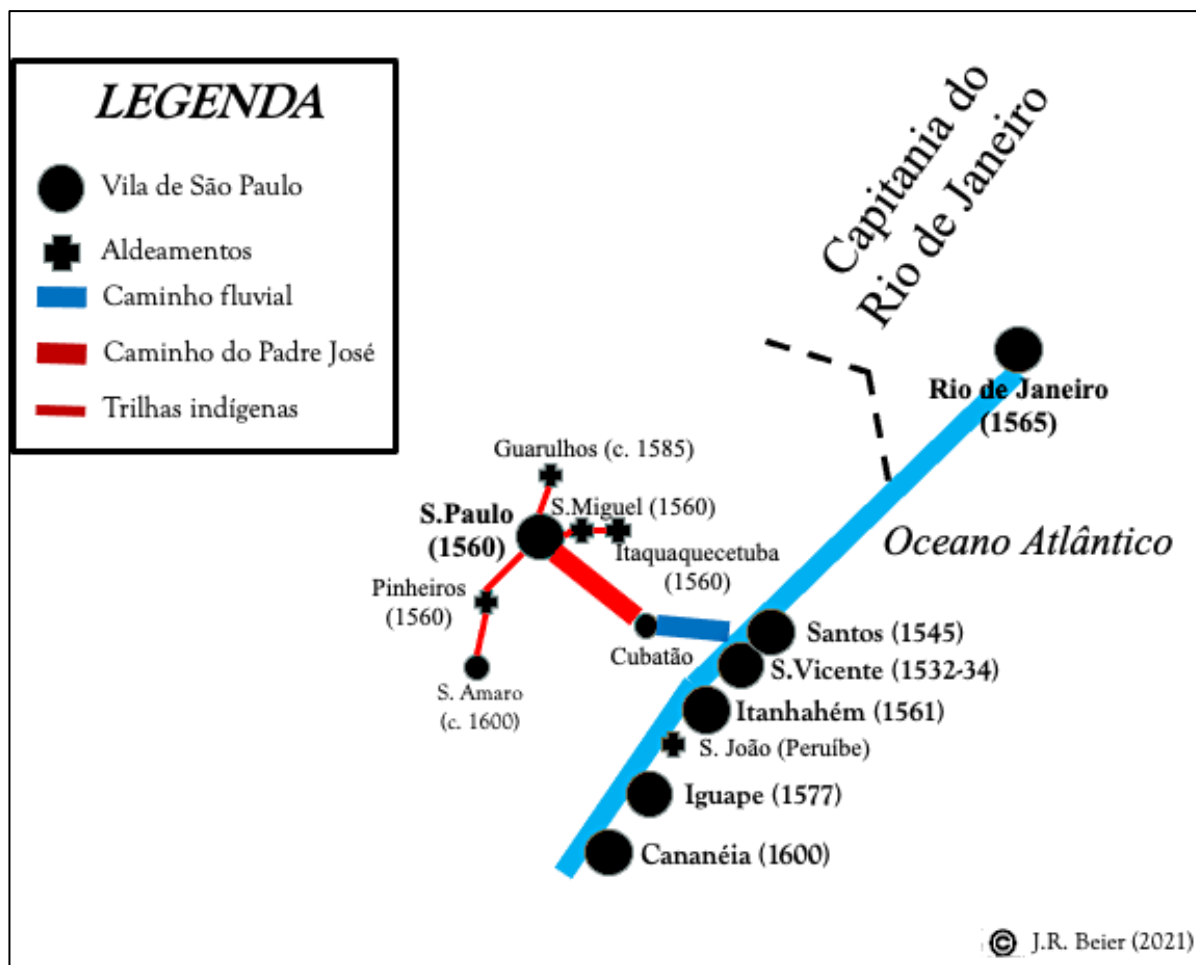 LEGENDA
Vila de São Paulo
Aldeamentos
Caminho fluvial
Caminho do Padre José
Trilhas indígenas
Capitania do
Rio de Janeiro
Rio de Janeiro
(1565)
Guarulhos (c. 1585)
S.Paulo
(1560)
S.Miguel (1560)
Itaquaquecetuba
(1560)
Oceano Atlântico
Pinheiros
(1560)
Cubatão
S. Amaro
(c. 1600)
Santos (1545)
S.Vicente (1532-34)
Itanhahém (1561)
S. João (Peruíbe)
Iguape (1577)
Cananéia (1600)
© J.R. Beier (2021)